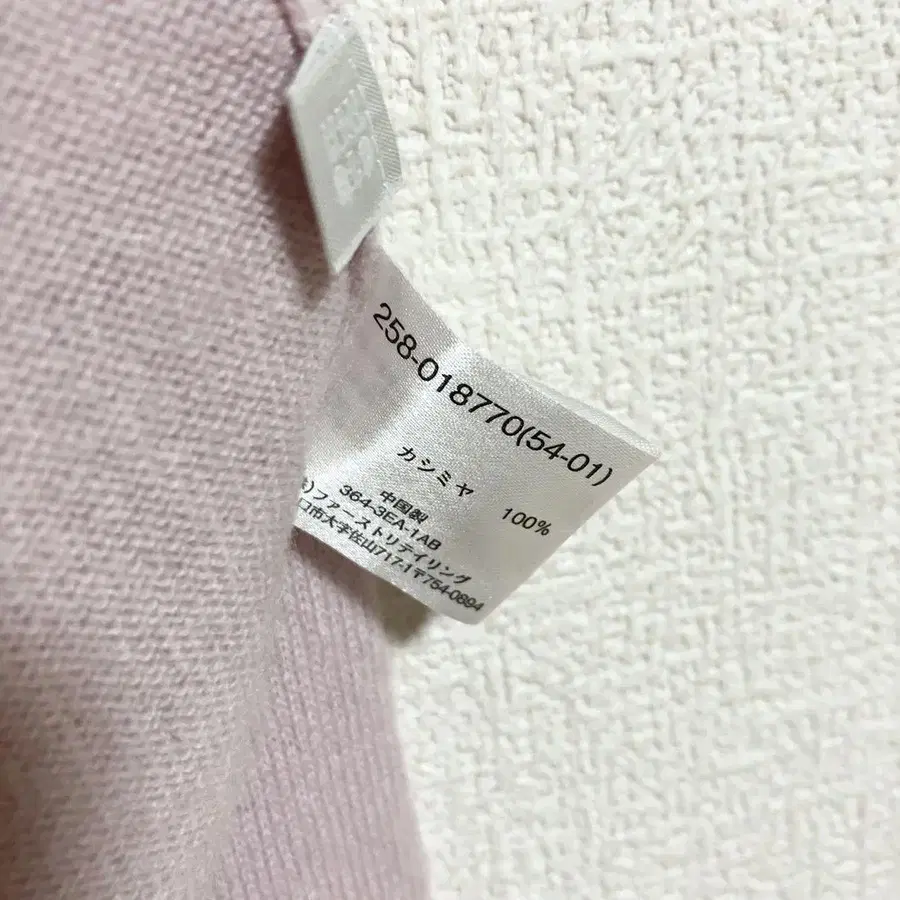 258-018770(54-01)
カシミヤ 100%
中国製
364-3EA-1AB
)ファーストリテイリング
口市大字佐山717-1〒754-0894